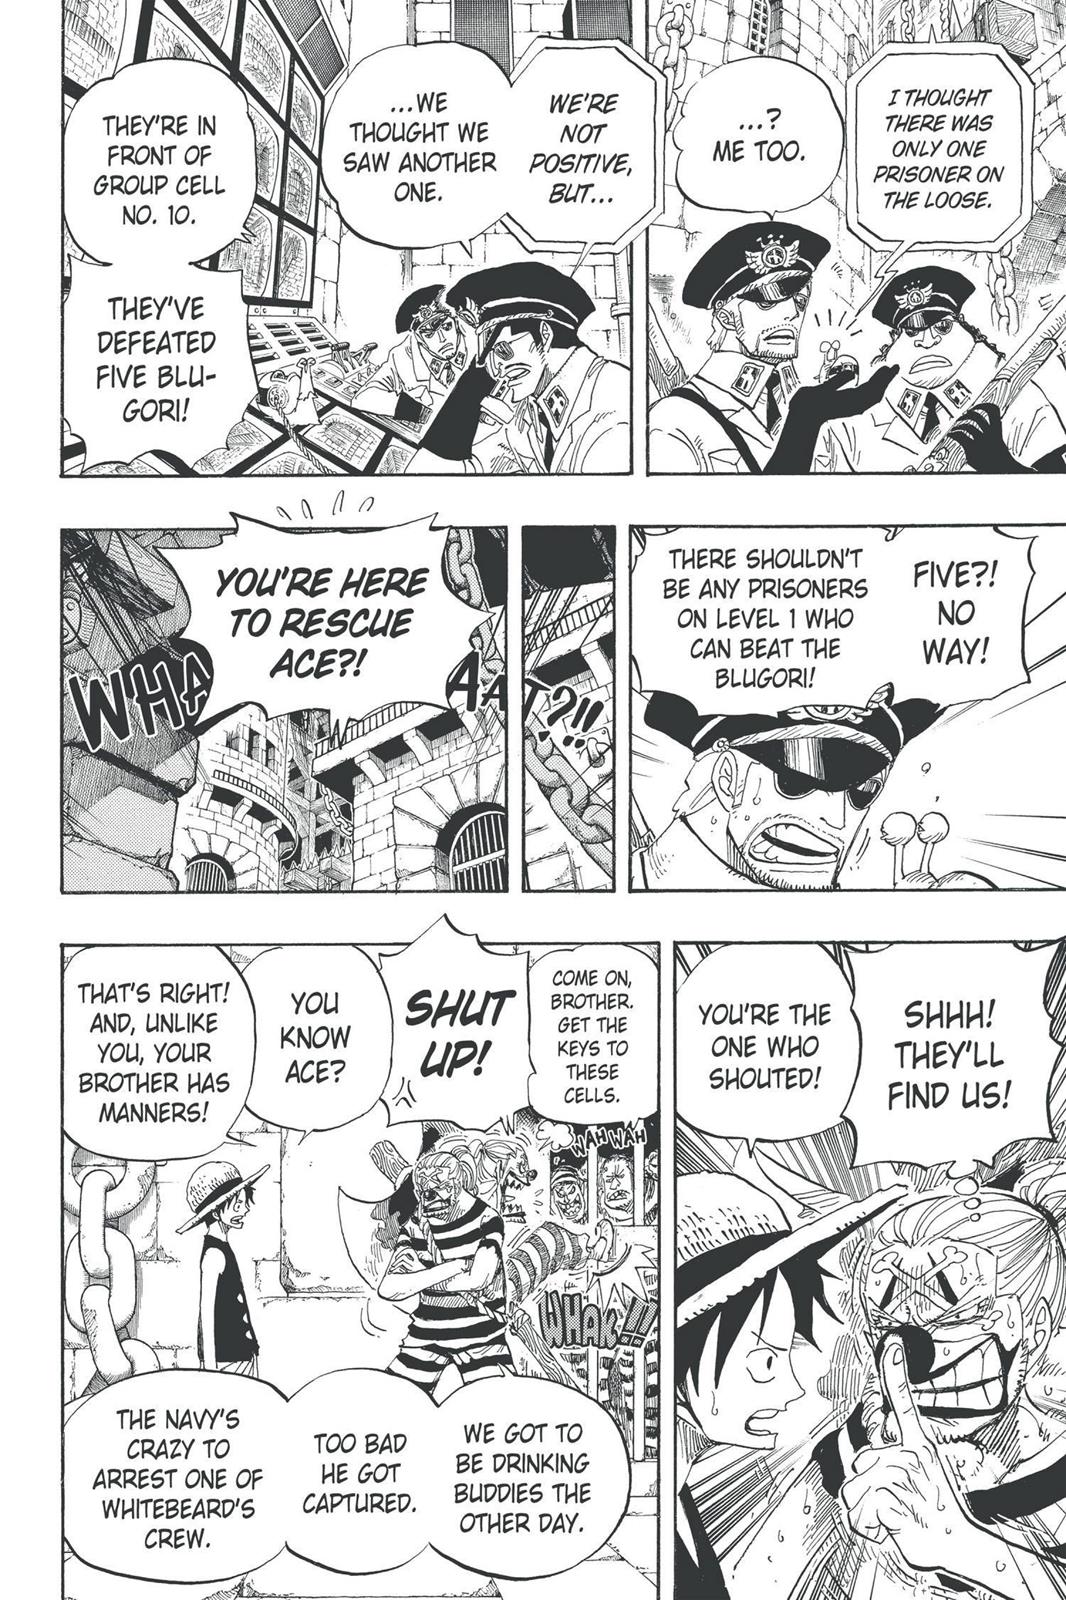 I THOUGHT
THERE WAS
ONLY ONE
PRISONER ON
THE LOOSE.
...?
ME TOO.
WE'RE
NOT
POSITIVE,
BUT...
...WE
THOUGHT WE
SAW ANOTHER
ONE.
THEY'RE IN
FRONT OF
GROUP CELL
NO. 10.
THEY'VE
DEFEATED
FIVE BLU-
GORI!
FIVE?!
NO
WAY!
THERE SHOULDN'T
BE ANY PRISONERS
ON LEVEL 1 WHO
CAN BEAT THE
BLUGORI!
YOU'RE HERE
TO RESCUE
ACE?!
WHA
AAT?!!
SHHH!
THEY'LL
FIND US!
YOU'RE THE
ONE WHO
SHOUTED!
COME ON,
BROTHER.
GET THE
KEYS TO
THESE
CELLS.
SHUT
UP!
WAH WAH
WHAK!!
YOU
KNOW
ACE?
THAT'S RIGHT!
AND, UNLIKE
YOU, YOUR
BROTHER HAS
MANNERS!
WE GOT TO
BE DRINKING
BUDDIES THE
OTHER DAY.
TOO BAD
HE GOT
CAPTURED.
THE NAVY'S
CRAZY TO
ARREST ONE OF
WHITEBEARD'S
CREW.